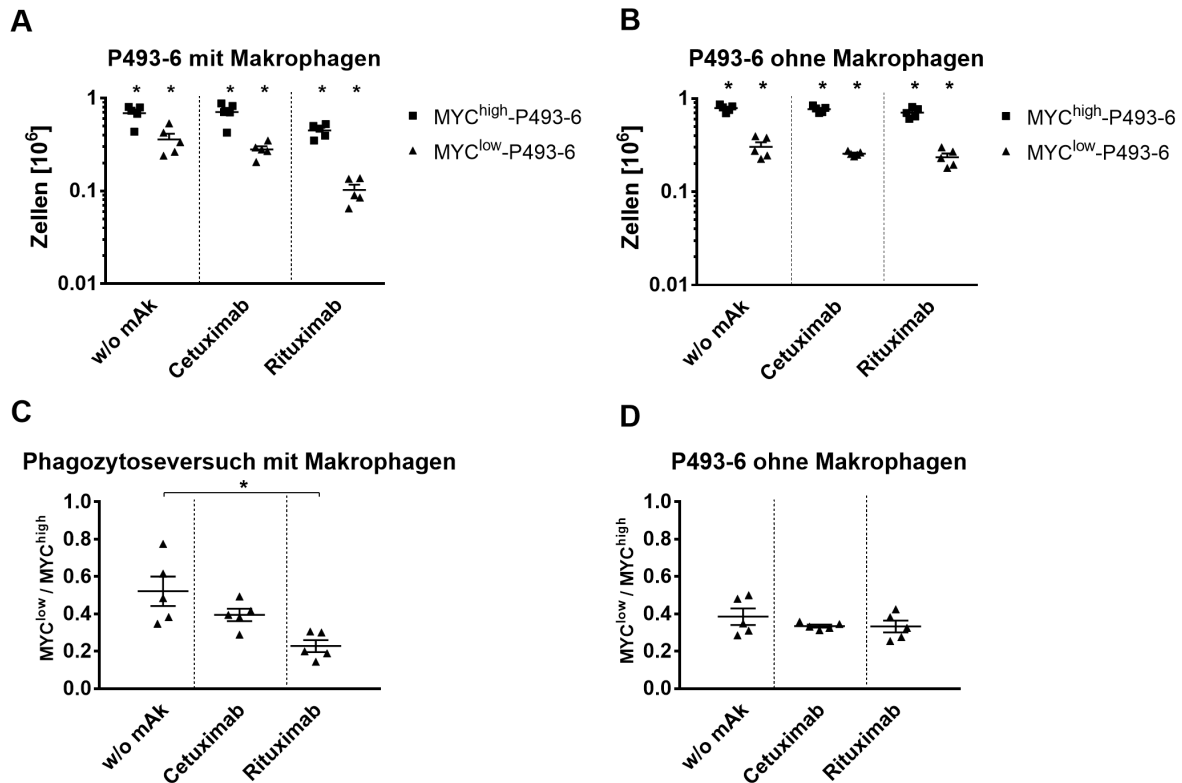 A
P493-6 mit Makrophagen
* * * * * *
Zellen [10⁶]
1
0.1
0.01
w/o mAk
Cetuximab
Rituximab
MYCʰⁱᵍʰ-P493-6
MYCˡᵒʷ-P493-6
B
P493-6 ohne Makrophagen
* * * * * *
Zellen [10⁶]
1
0.1
0.01
w/o mAk
Cetuximab
Rituximab
MYCʰⁱᵍʰ-P493-6
MYCˡᵒʷ-P493-6
C
Phagozytoseversuch mit Makrophagen
*
MYCˡᵒʷ / MYCʰⁱᵍʰ
1.0
0.8
0.6
0.4
0.2
0.0
w/o mAk
Cetuximab
Rituximab
D
P493-6 ohne Makrophagen
MYCˡᵒʷ / MYCʰⁱᵍʰ
1.0
0.8
0.6
0.4
0.2
0.0
w/o mAk
Cetuximab
Rituximab